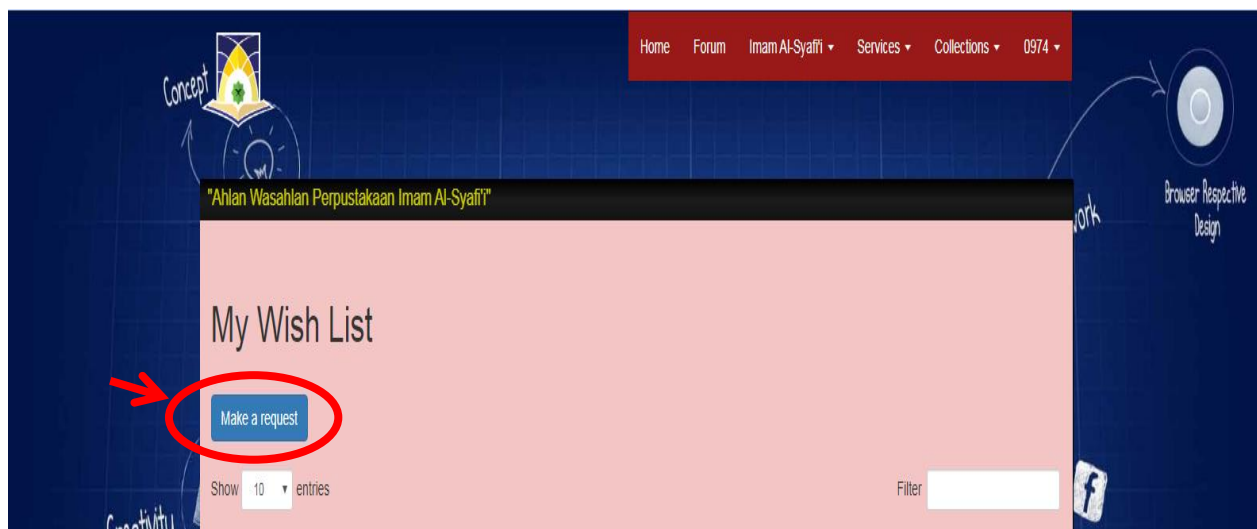 Home Forum Imam Al-Syafi'i Services Collections 0974
Concept
Browser Respective
Design
"Ahlan Wasahlan Perpustakaan Imam Al-Syafi'i"
My Wish List
Make a request
Show 10 entries Filter
f